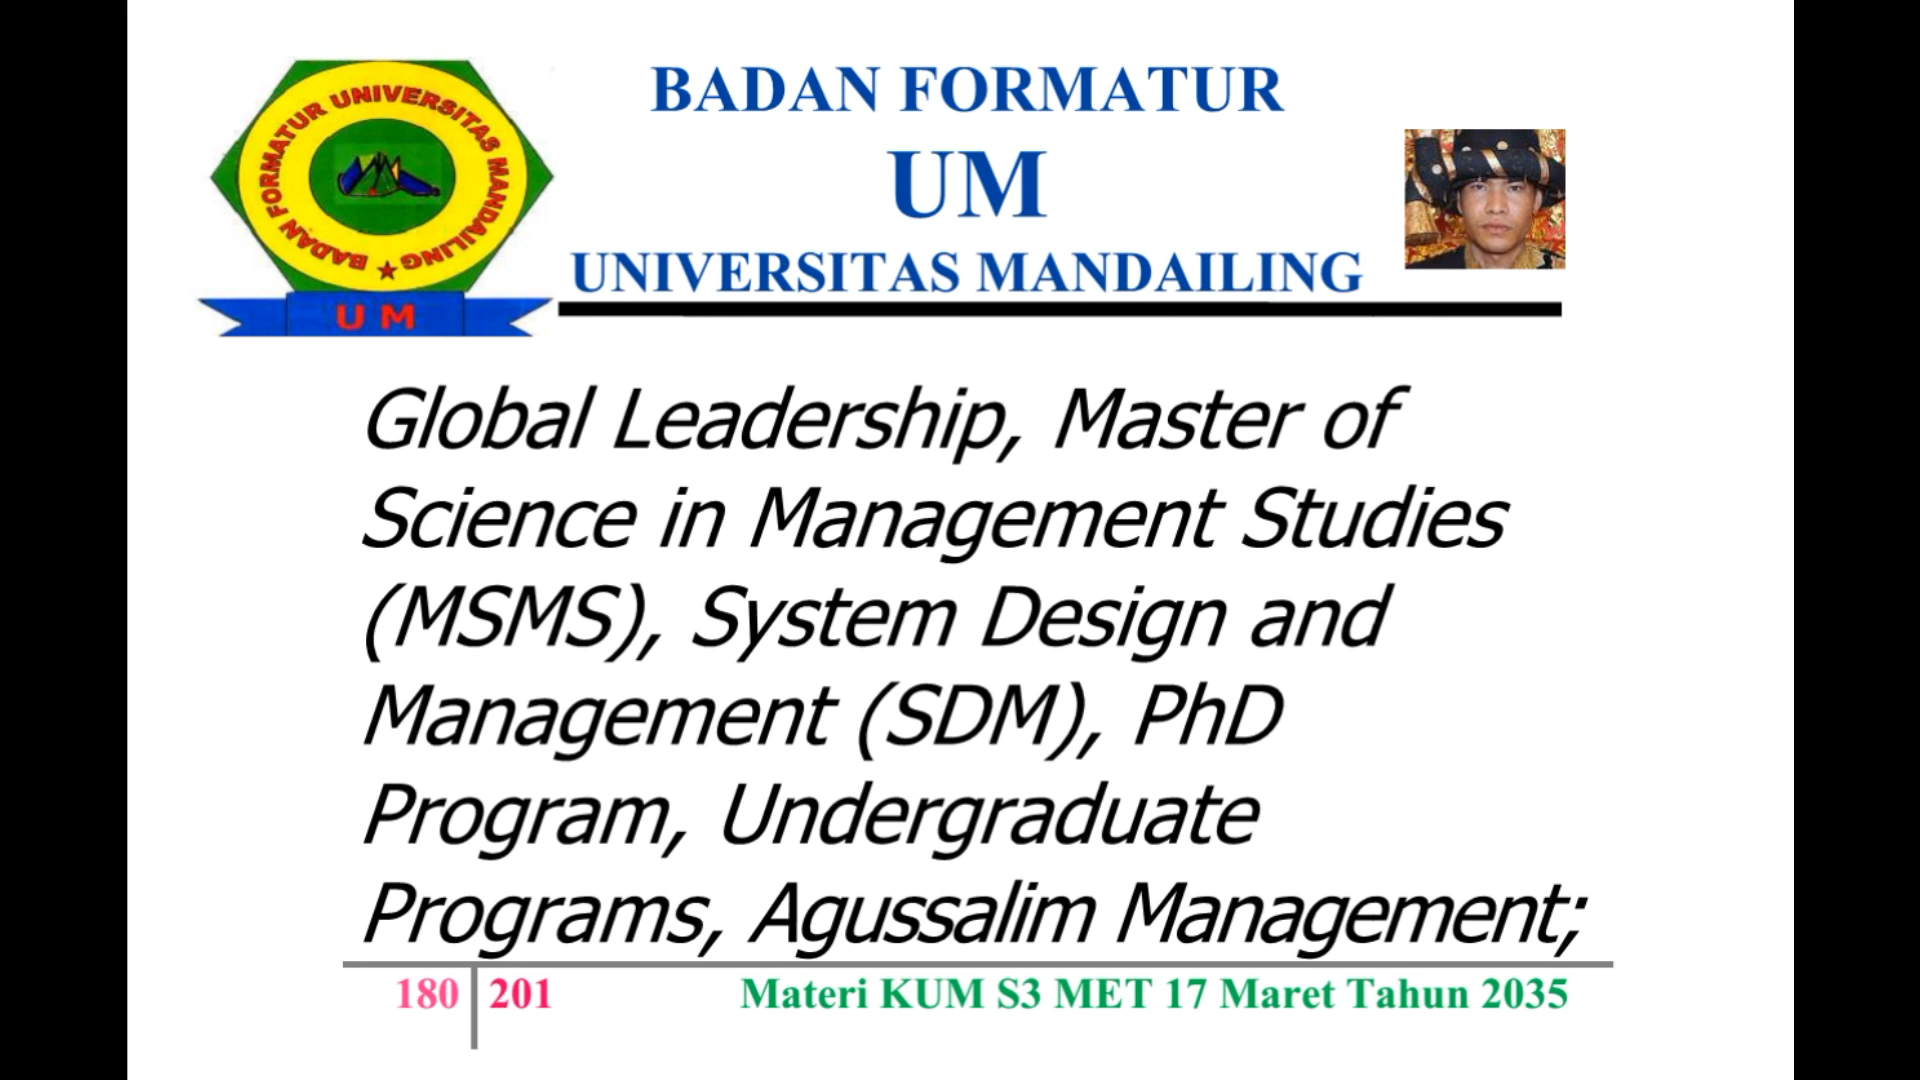 BADAN FORMATUR UNIVERSITAS MANDAILING
UM
BADAN FORMATUR
UM
UNIVERSITAS MANDAILING
Global Leadership, Master of
Science in Management Studies
(MSMS), System Design and
Management (SDM), PhD
Program, Undergraduate
Programs, Agussalim Management;
180 201 Materi KUM S3 MET 17 Maret Tahun 2035